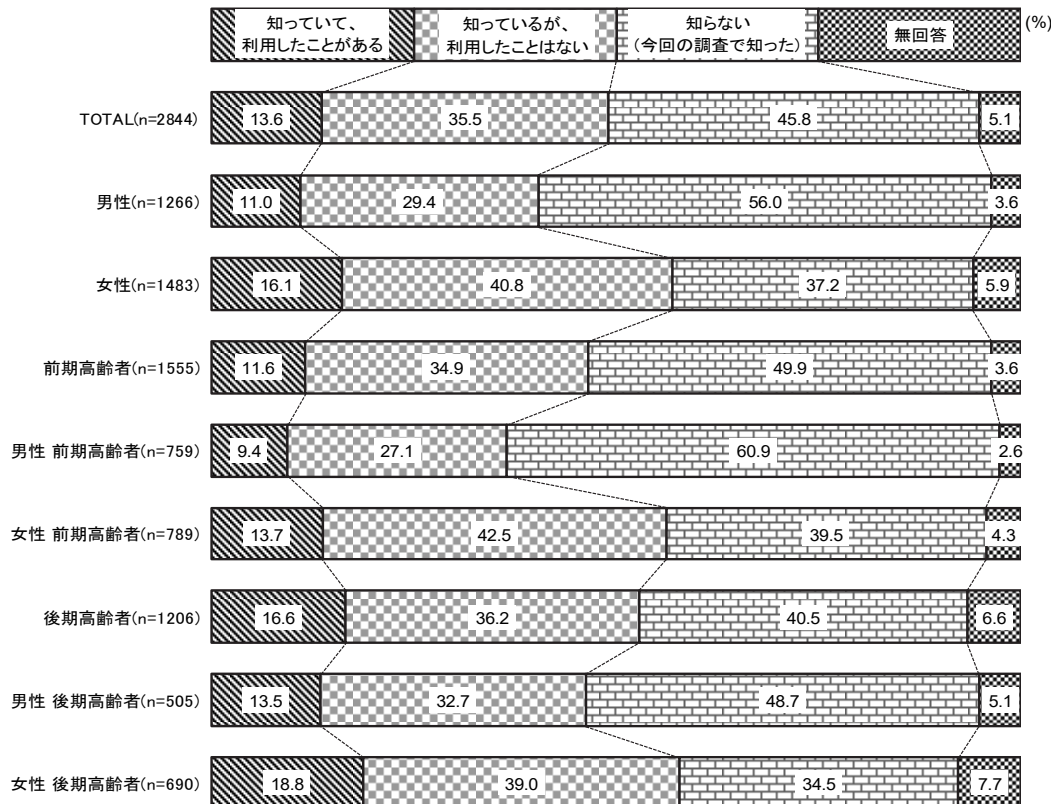 知っていて、
利用したことがある
知っているが、
利用したことはない
知らない
(今回の調査で知った)
無回答
(%)
TOTAL(n=2844) 13.6 35.5 45.8 5.1
男性(n=1266) 11.0 29.4 56.0 3.6
女性(n=1483) 16.1 40.8 37.2 5.9
前期高齢者(n=1555) 11.6 34.9 49.9 3.6
男性 前期高齢者(n=759) 9.4 27.1 60.9 2.6
女性 前期高齢者(n=789) 13.7 42.5 39.5 4.3
後期高齢者(n=1206) 16.6 36.2 40.5 6.6
男性 後期高齢者(n=505) 13.5 32.7 48.7 5.1
女性 後期高齢者(n=690) 18.8 39.0 34.5 7.7